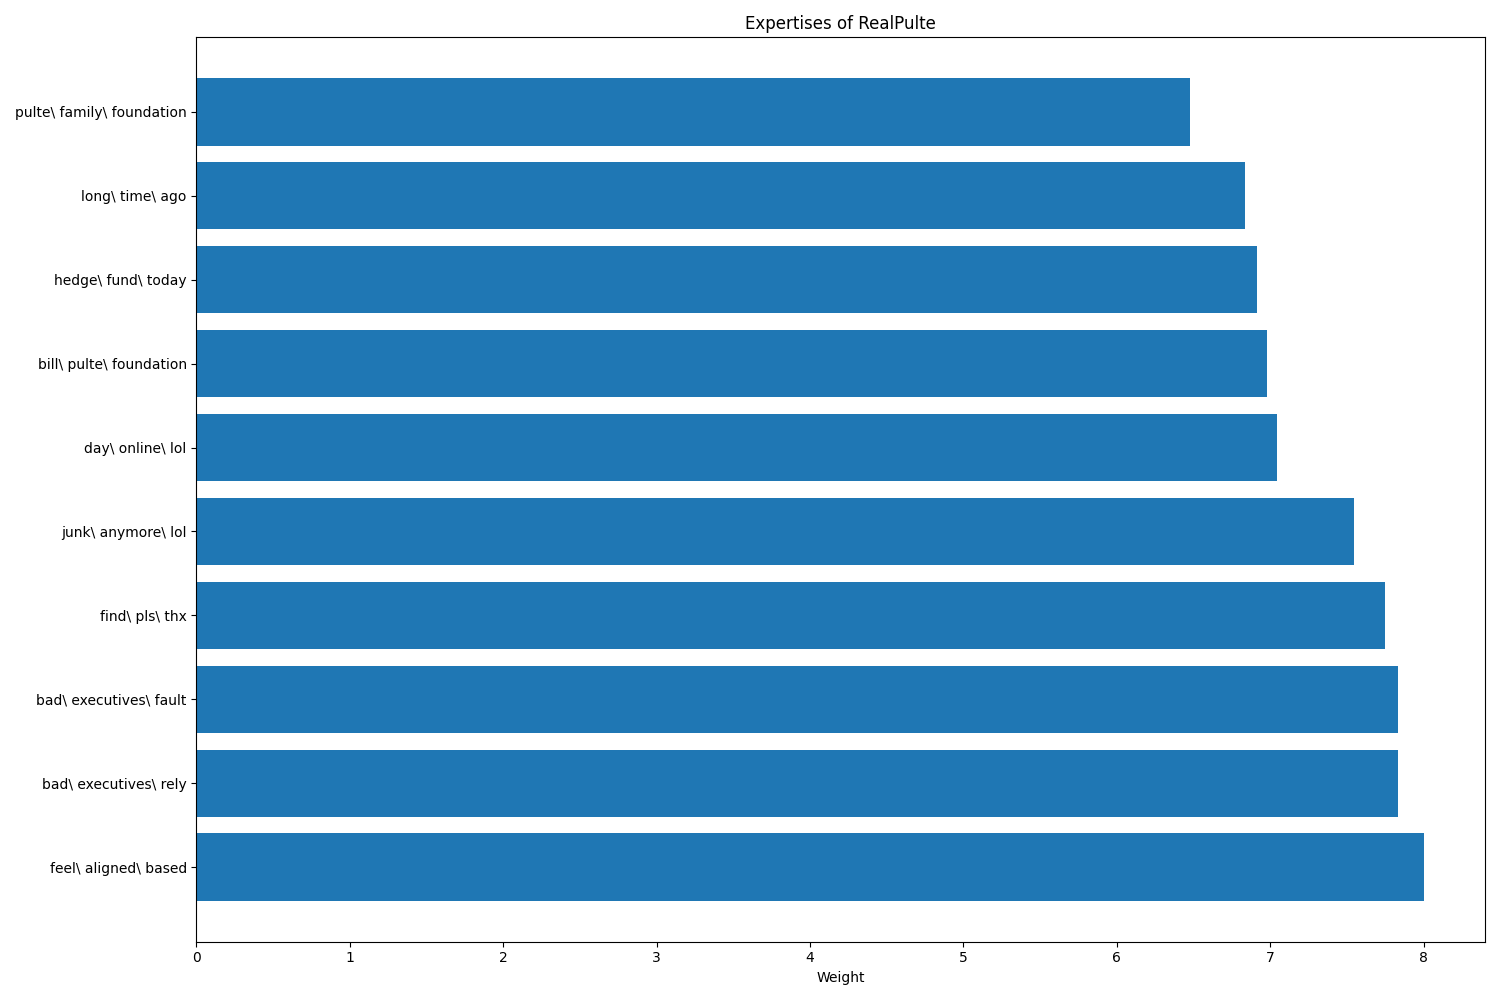 Expertises of RealPulte
pulte\ family\ foundation
long\ time\ ago
hedge\ fund\ today
bill\ pulte\ foundation
day\ online\ lol
junk\ anymore\ lol
find\ pls\ thx
bad\ executives\ fault
bad\ executives\ rely
feel\ aligned\ based
0 1 2 3 4 5 6 7 8
Weight